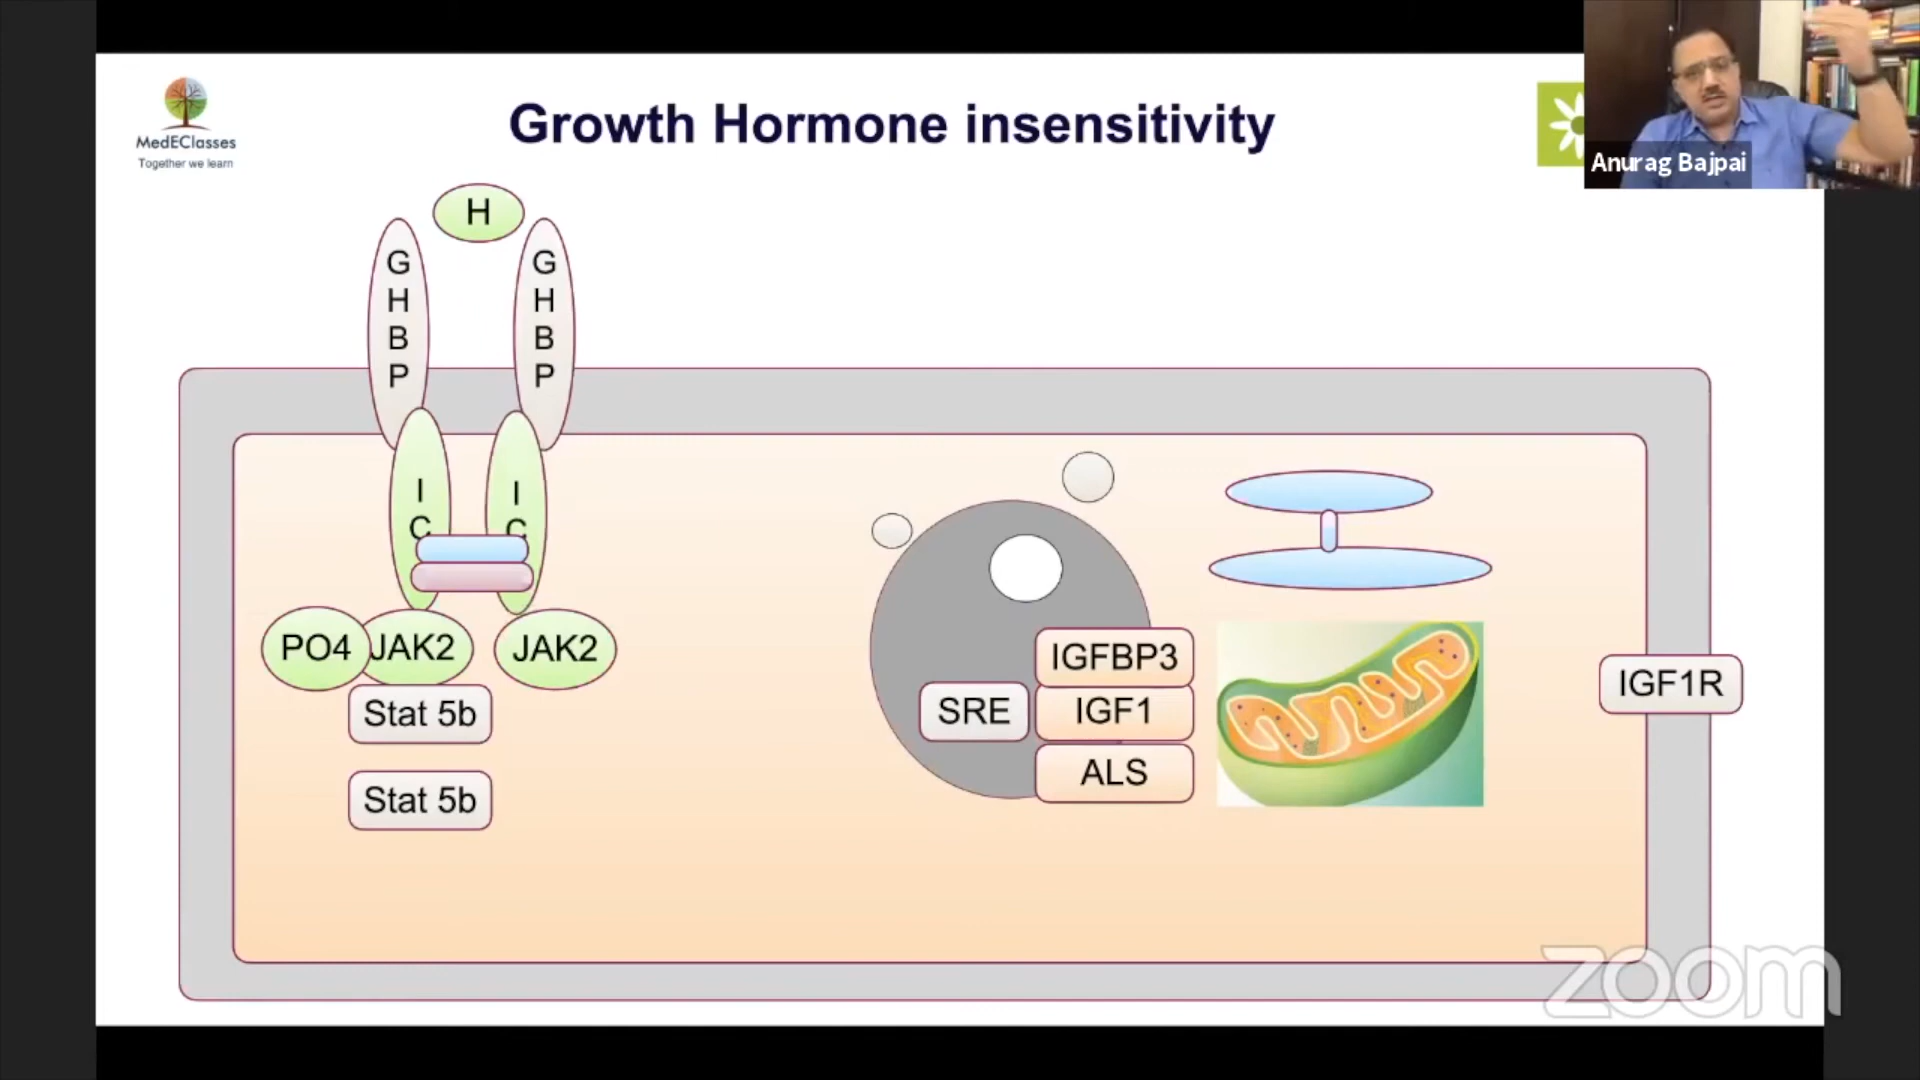 MedEClasses
Together we learn
Growth Hormone insensitivity
Anurag Bajpai
H
G
H
B
P
G
H
B
P
I
C
I
C
PO4
JAK2
JAK2
Stat 5b
Stat 5b
SRE
IGFBP3
IGF1
ALS
IGF1R
zoom